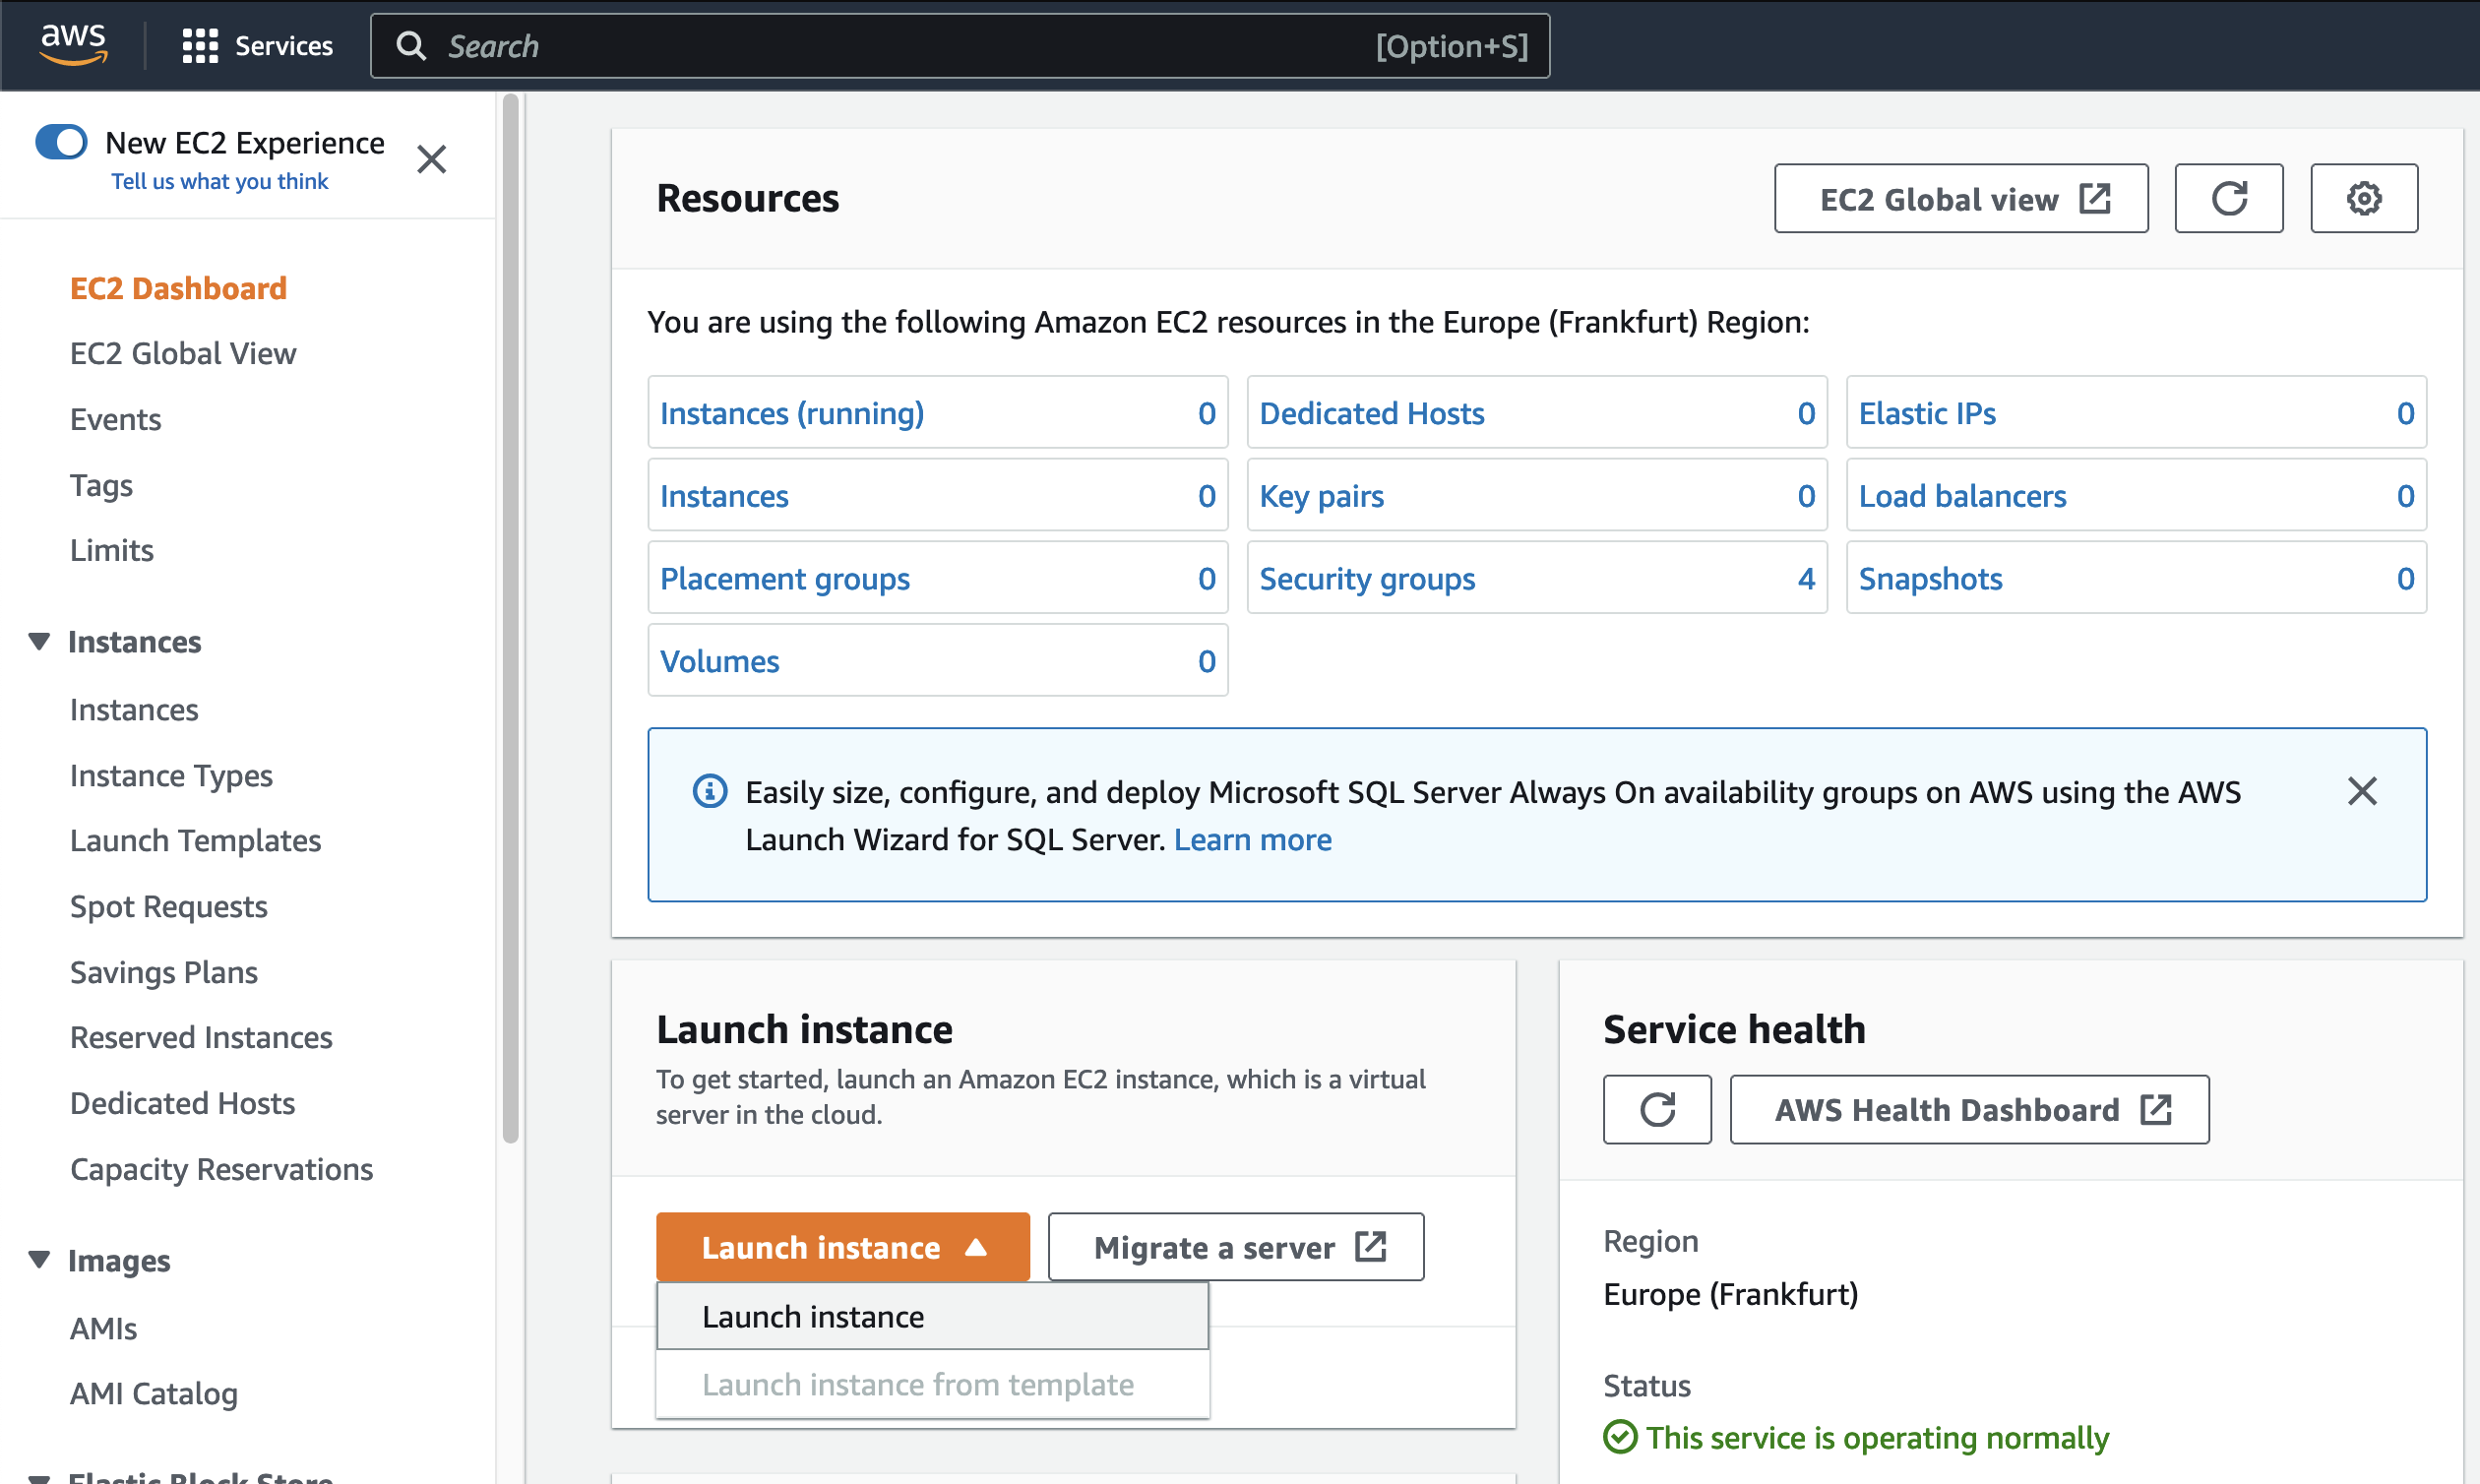 aws
Services
Search
[Option+S]
New EC2 Experience
Tell us what you think
EC2 Dashboard
EC2 Global View
Events
Tags
Limits
Instances
Instances
Instance Types
Launch Templates
Spot Requests
Savings Plans
Reserved Instances
Dedicated Hosts
Capacity Reservations
Images
AMIs
AMI Catalog
Elastic Block Store
Resources
EC2 Global view
You are using the following Amazon EC2 resources in the Europe (Frankfurt) Region:
Instances (running) 0
Dedicated Hosts 0
Elastic IPs 0
Instances 0
Key pairs 0
Load balancers 0
Placement groups 0
Security groups 4
Snapshots 0
Volumes 0
Easily size, configure, and deploy Microsoft SQL Server Always On availability groups on AWS using the AWS
Launch Wizard for SQL Server. Learn more
Launch instance
To get started, launch an Amazon EC2 instance, which is a virtual
server in the cloud.
Launch instance
Migrate a server
Launch instance
Launch instance from template
Service health
AWS Health Dashboard
Region
Europe (Frankfurt)
Status
This service is operating normally